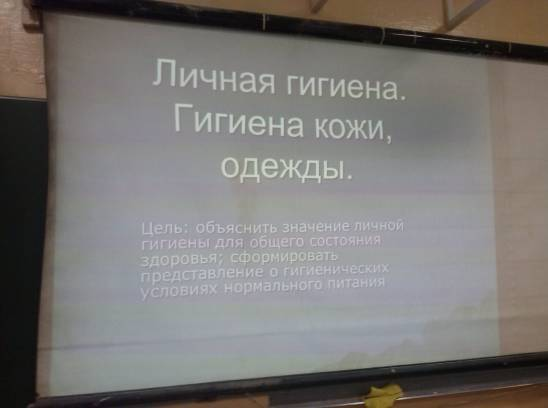 Личная гигиена.
Гигиена кожи,
одежды.
Цель: объяснить значение личной
гигиены для общего состояния
здоровья; сформировать
представление о гигиенических
условиях нормального питания